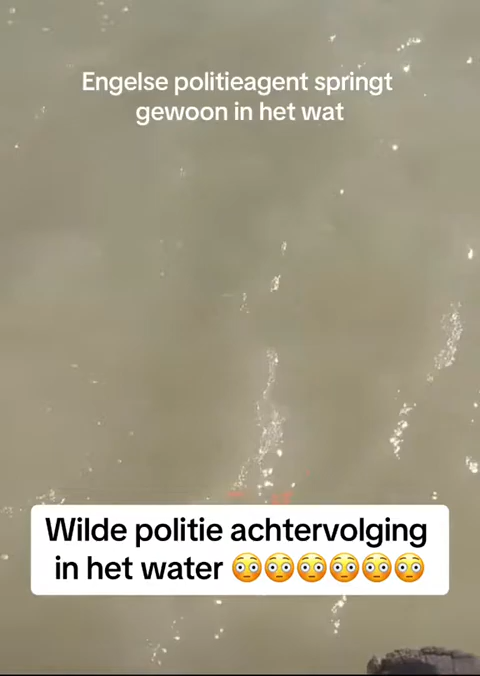 Engelse politieagent springt
gewoon in het wat
Wilde politie achtervolging
in het water 😳😳😳😳😳😳